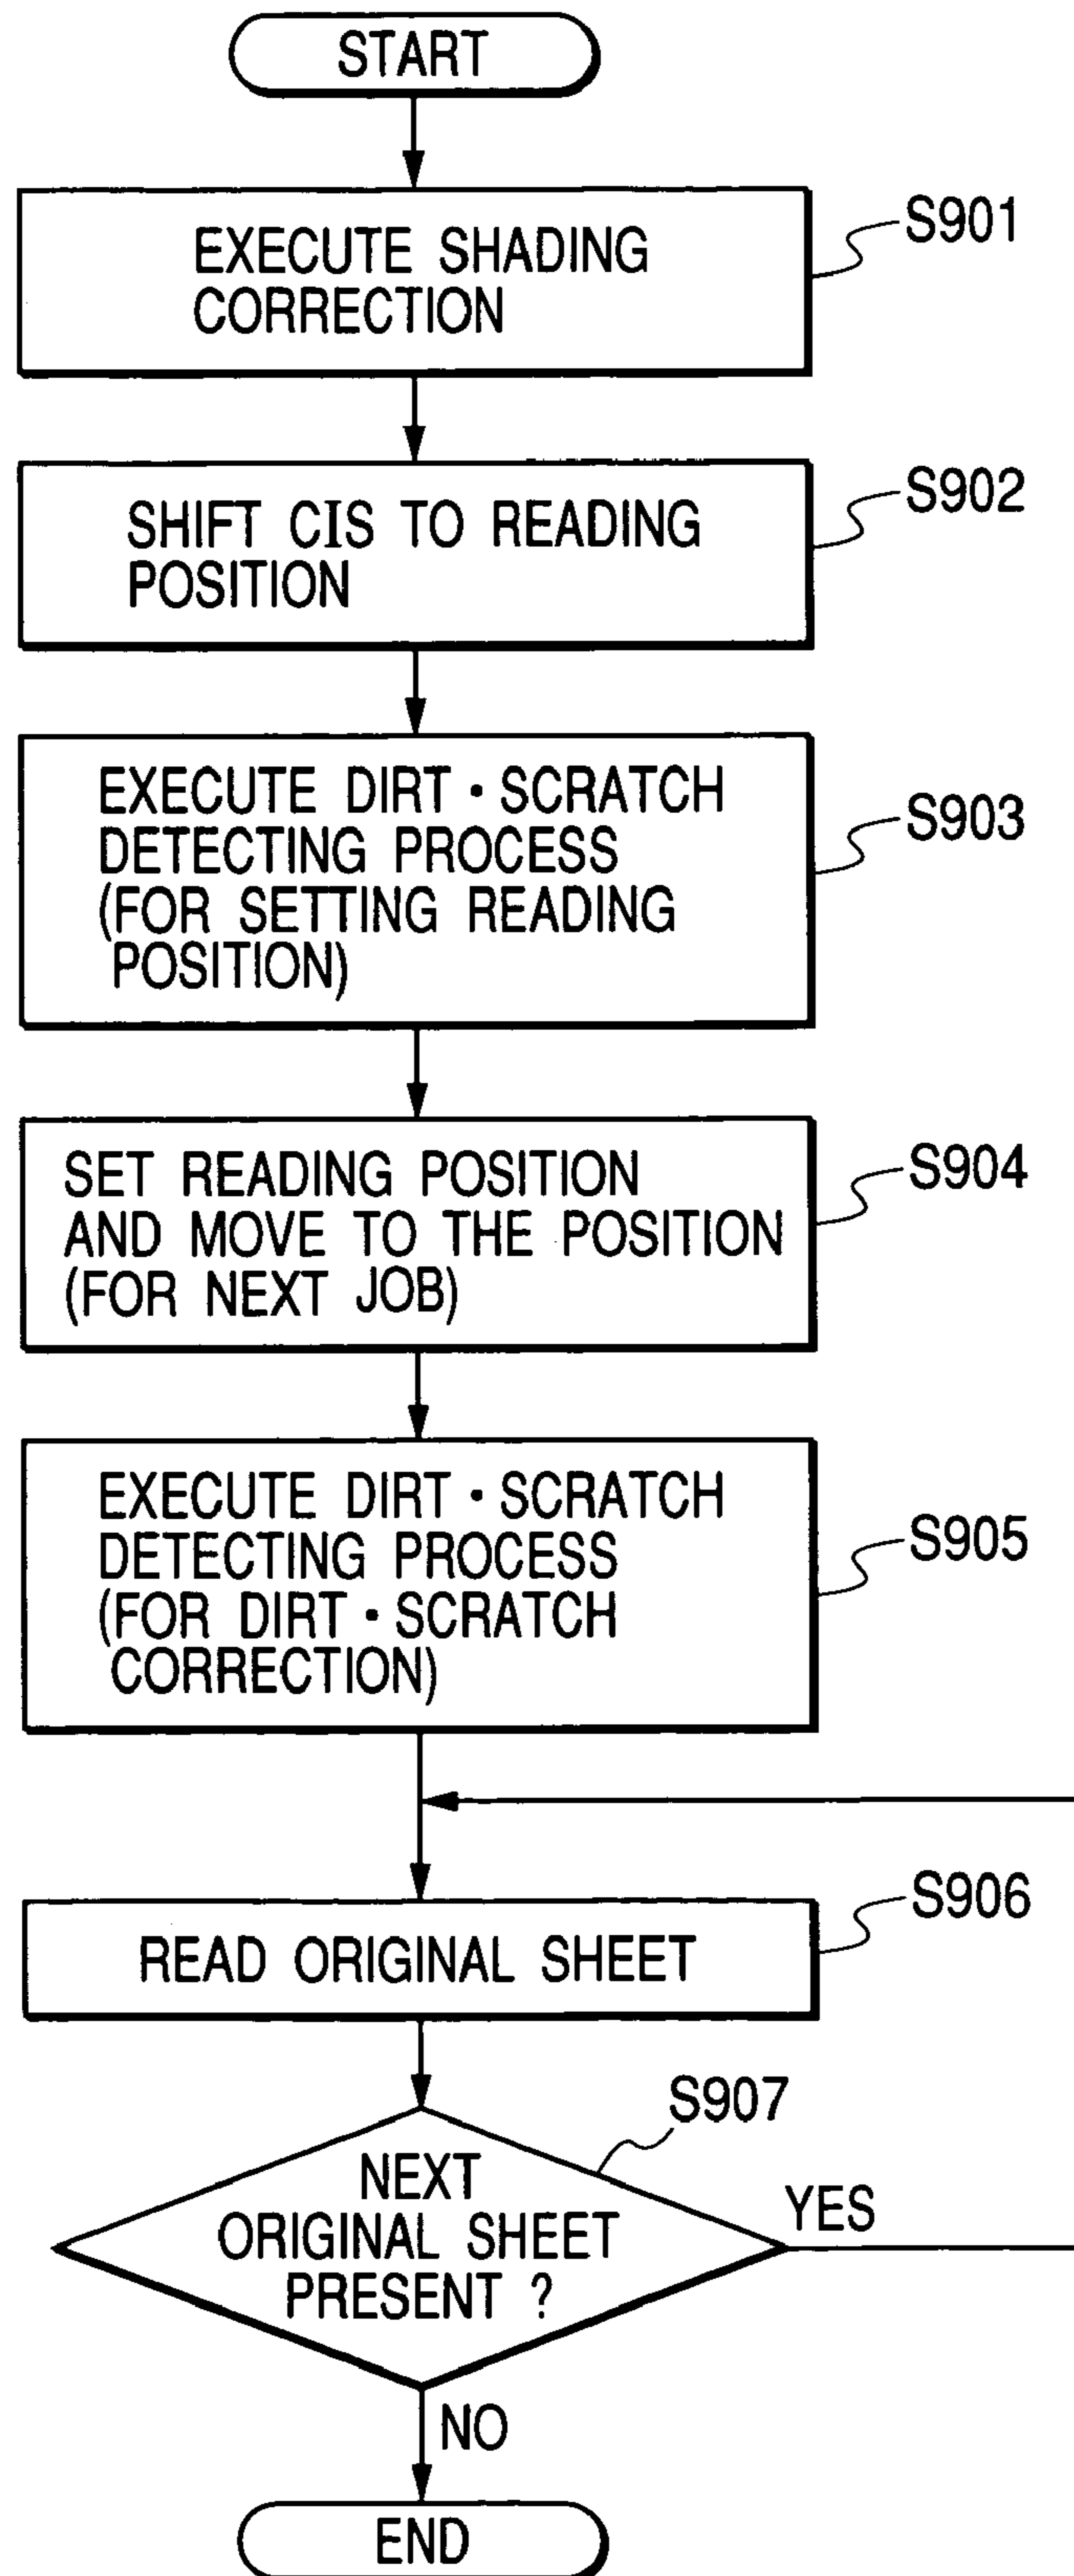 START
EXECUTE SHADING
CORRECTION
S901
SHIFT CIS TO READING
POSITION
S902
EXECUTE DIRT・SCRATCH
DETECTING PROCESS
(FOR SETTING READING
POSITION)
S903
SET READING POSITION
AND MOVE TO THE POSITION
(FOR NEXT JOB)
S904
EXECUTE DIRT・SCRATCH
DETECTING PROCESS
(FOR DIRT・SCRATCH
CORRECTION)
S905
READ ORIGINAL SHEET
S906
S907
NEXT
ORIGINAL SHEET
PRESENT ?
YES
NO
END